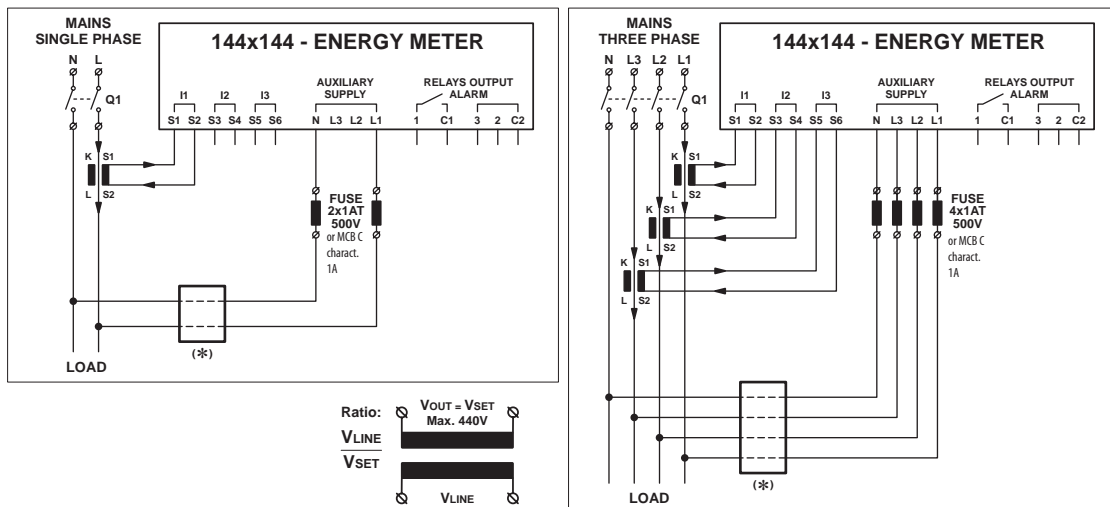 MAINS
SINGLE PHASE
N L
Q1
144x144 - ENERGY METER
I1 I2 I3
AUXILIARY
SUPPLY
RELAYS OUTPUT
ALARM
S1 S2 S3 S4 S5 S6 N L3 L2 L1 1 C1 3 2 C2
K S1
L S2
FUSE
2x1AT
500V
or MCB C
charact.
1A
(*)
LOAD
Ratio:
VLINE
VSET
VOUT = VSET
Max. 440V
VLINE
MAINS
THREE PHASE
N L3 L2 L1
Q1
144x144 - ENERGY METER
I1 I2 I3
AUXILIARY
SUPPLY
RELAYS OUTPUT
ALARM
S1 S2 S3 S4 S5 S6 N L3 L2 L1 1 C1 3 2 C2
K S1
L S2
K S1
L S2
K S1
L S2
FUSE
4x1AT
500V
or MCB C
charact.
1A
(*)
LOAD